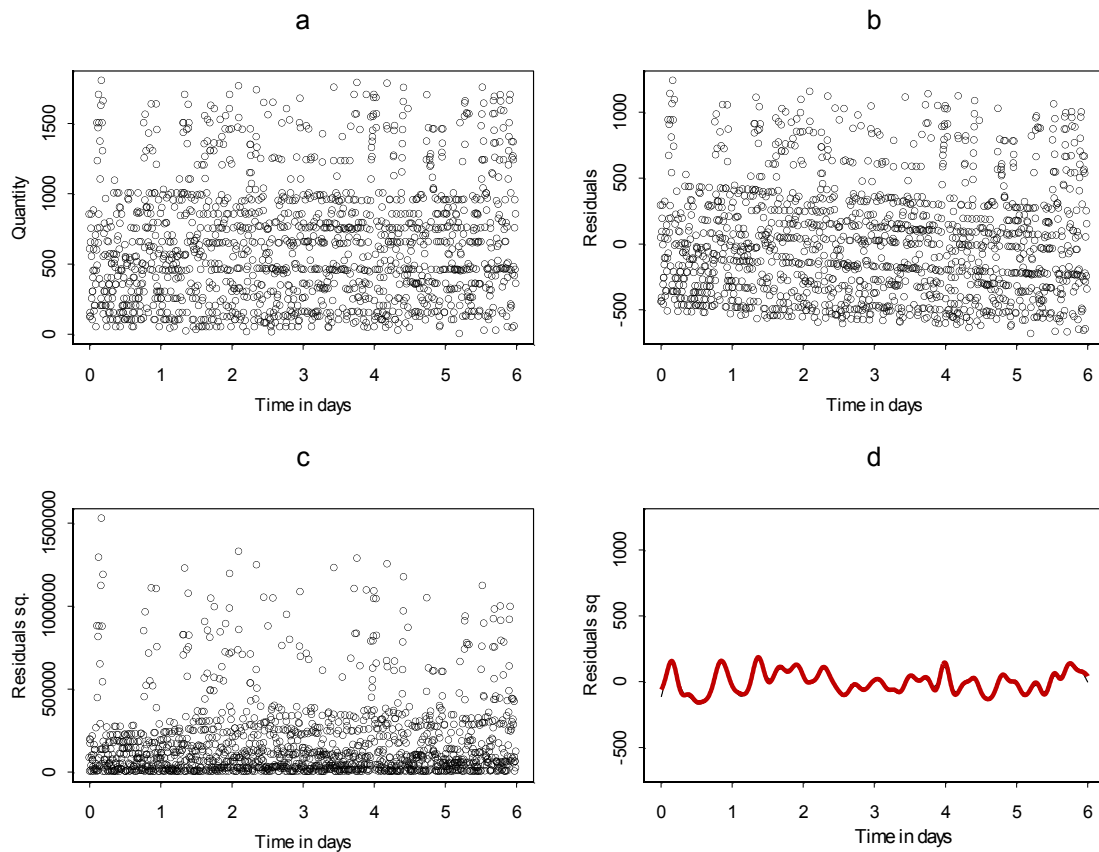 a
Quantity
1500
1000
500
0
0 1 2 3 4 5 6
Time in days
b
Residuals
1000
500
0
-500
0 1 2 3 4 5 6
Time in days
c
Residuals sq.
1500000
1000000
500000
0
0 1 2 3 4 5 6
Time in days
d
Residuals sq
1000
500
0
-500
0 1 2 3 4 5 6
Time in days